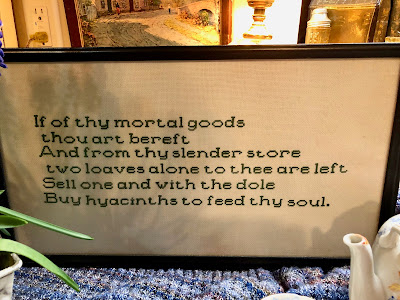 If of thy mortal goods
thou art bereft
And from thy slender store
two loaves alone to thee are left
Sell one and with the dole
Buy hyacinths to feed thy soul.